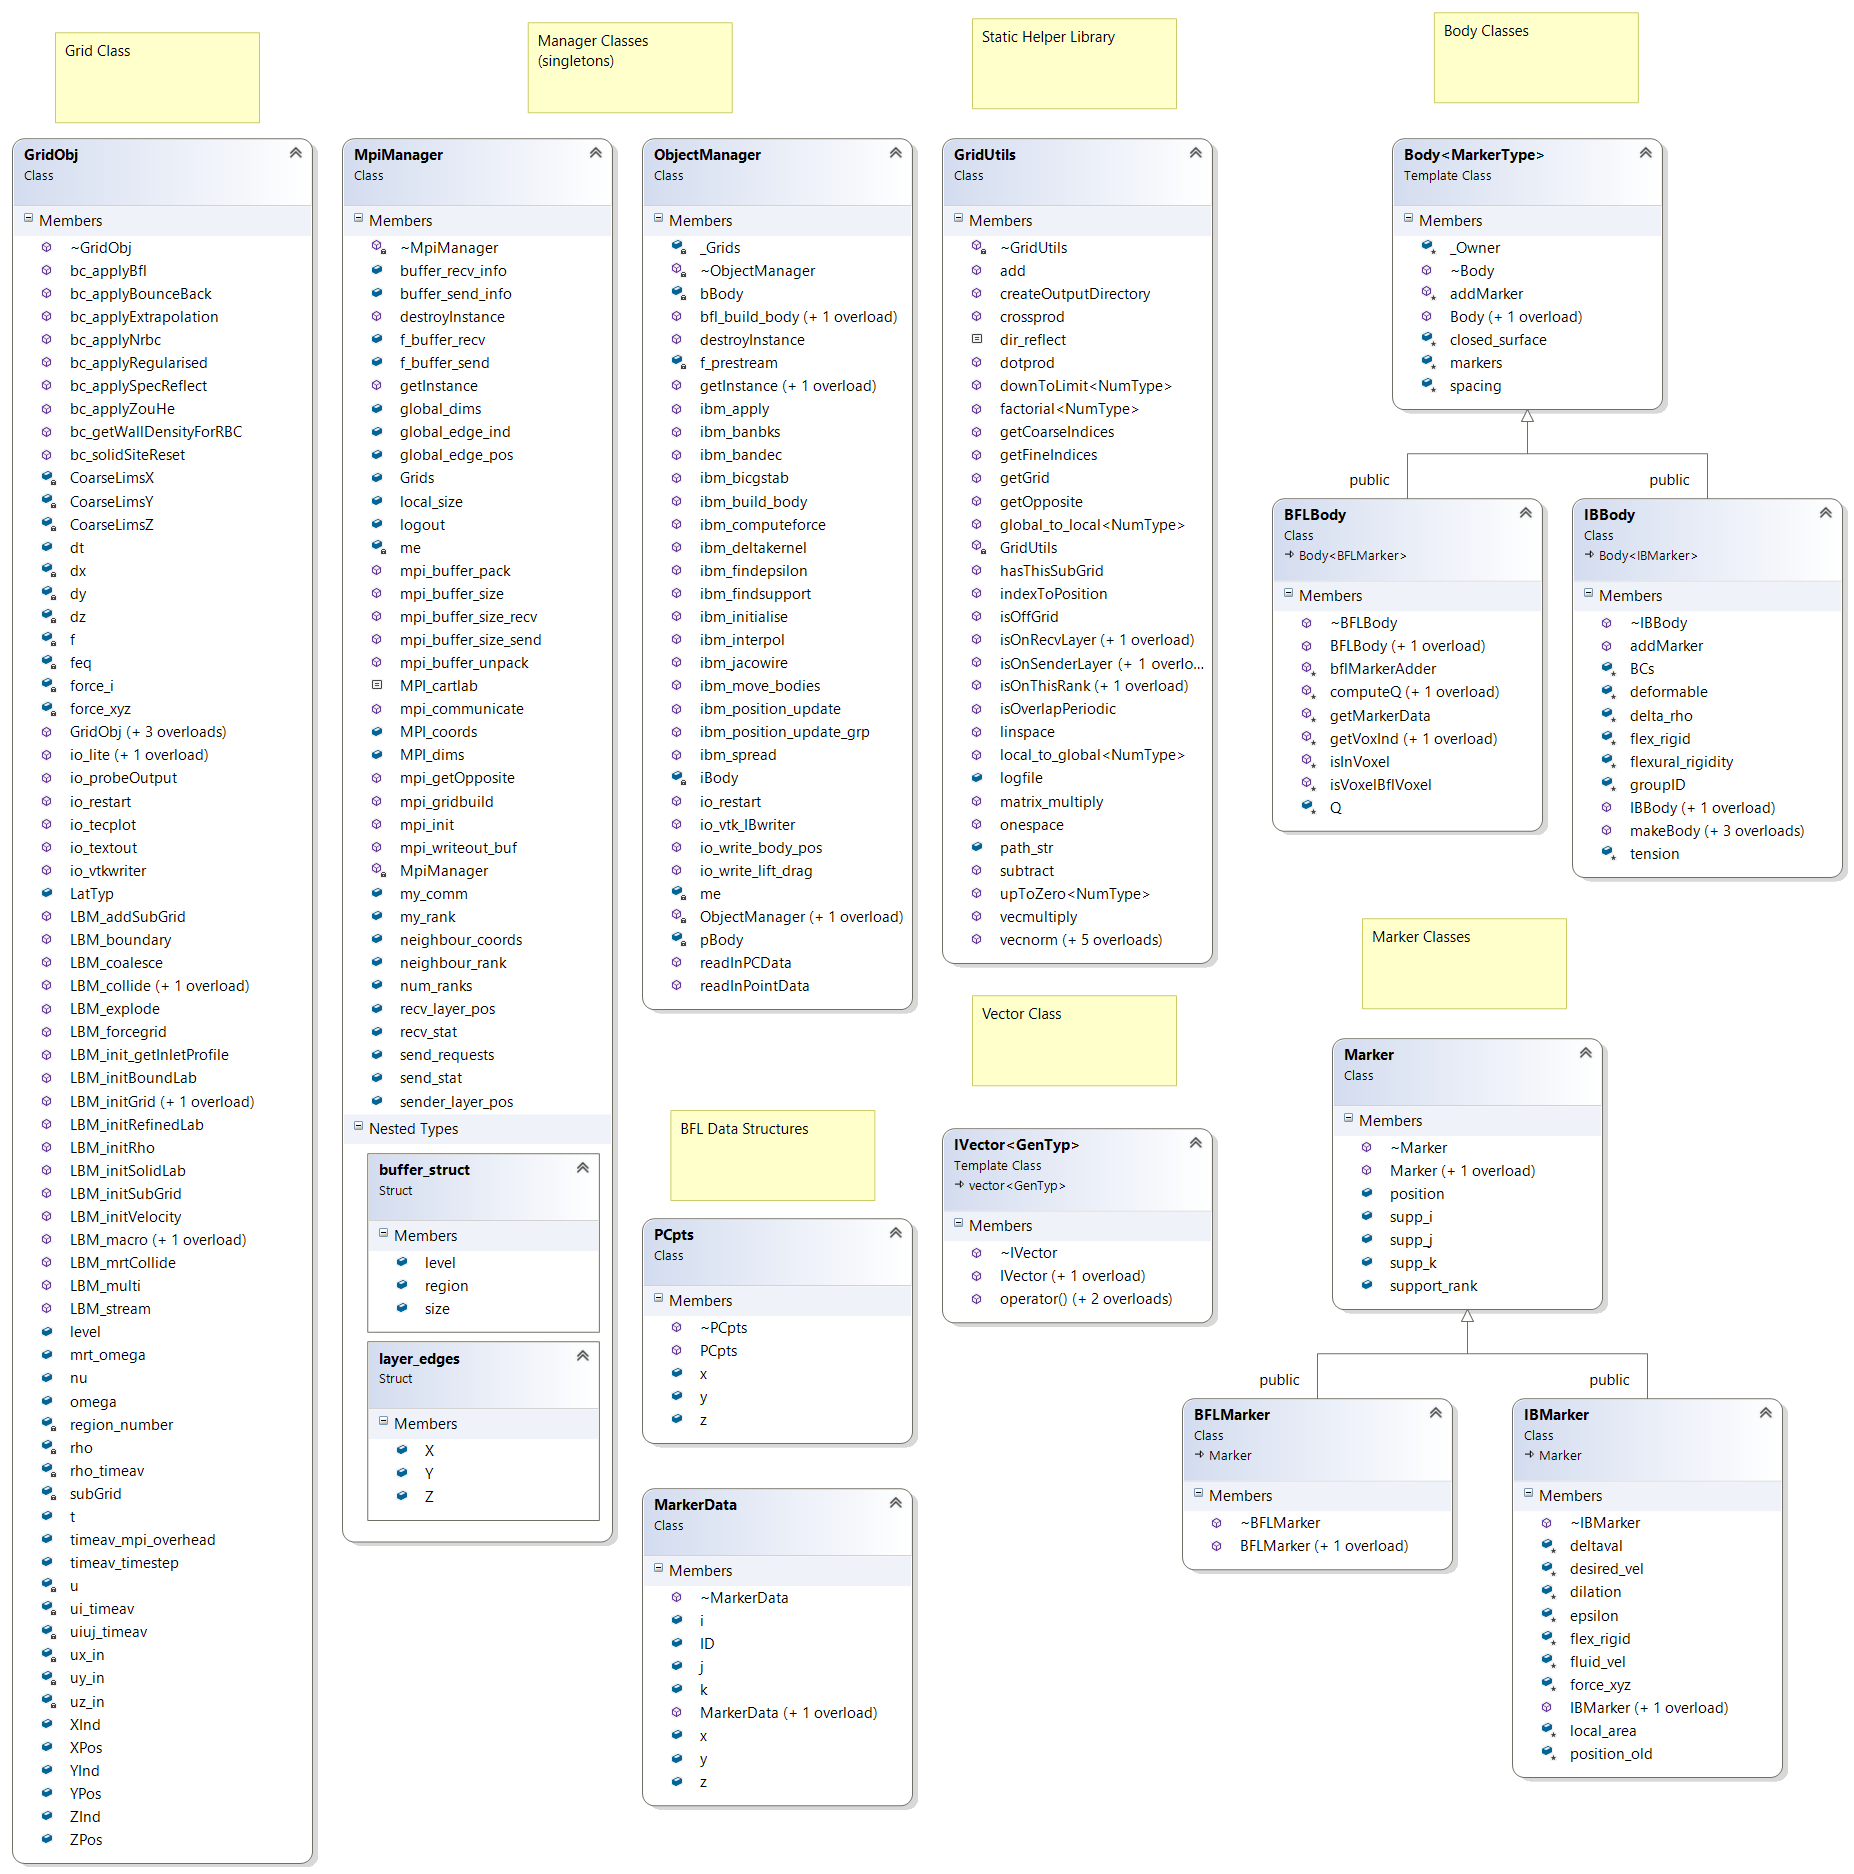 Grid Class
Manager Classes
(singletons)
Static Helper Library
Body Classes
GridObj
Class
Members
~GridObj
bc_applyBfl
bc_applyBounceBack
bc_applyExtrapolation
bc_applyNrbc
bc_applyRegularised
bc_applySpecReflect
bc_applyZouHe
bc_getWallDensityForRBC
bc_solidSiteReset
CoarseLimsX
CoarseLimsY
CoarseLimsZ
dt
dx
dy
dz
f
feq
force_i
force_xyz
GridObj (+ 3 overloads)
io_lite (+ 1 overload)
io_probeOutput
io_restart
io_tecplot
io_textout
io_vtkwriter
LatTyp
LBM_addSubGrid
LBM_boundary
LBM_coalesce
LBM_collide (+ 1 overload)
LBM_explode
LBM_forcegrid
LBM_init_getInletProfile
LBM_initBoundLab
LBM_initGrid (+ 1 overload)
LBM_initRefinedLab
LBM_initRho
LBM_initSolidLab
LBM_initSubGrid
LBM_initVelocity
LBM_macro (+ 1 overload)
LBM_mrtCollide
LBM_multi
LBM_stream
level
mrt_omega
nu
omega
region_number
rho
rho_timeav
subGrid
t
timeav_mpi_overhead
timeav_timestep
u
ui_timeav
uiuj_timeav
ux_in
uy_in
uz_in
XInd
XPos
YInd
YPos
ZInd
ZPos
MpiManager
Class
Members
~MpiManager
buffer_recv_info
buffer_send_info
destroyInstance
f_buffer_recv
f_buffer_send
getInstance
global_dims
global_edge_ind
global_edge_pos
Grids
local_size
logout
me
mpi_buffer_pack
mpi_buffer_size
mpi_buffer_size_recv
mpi_buffer_size_send
mpi_buffer_unpack
MPI_cartlab
mpi_communicate
MPI_coords
MPI_dims
mpi_getOpposite
mpi_gridbuild
mpi_init
mpi_writeout_buf
MpiManager
my_comm
my_rank
neighbour_coords
neighbour_rank
num_ranks
recv_layer_pos
recv_stat
send_requests
send_stat
sender_layer_pos
Nested Types
buffer_struct
Struct
Members
level
region
size
layer_edges
Struct
Members
X
Y
Z
ObjectManager
Class
Members
_Grids
~ObjectManager
bBody
bfl_build_body (+ 1 overload)
destroyInstance
f_prestream
getInstance (+ 1 overload)
ibm_apply
ibm_banbks
ibm_bandec
ibm_bicgstab
ibm_build_body
ibm_computeforce
ibm_deltakernel
ibm_findepsilon
ibm_findsupport
ibm_initialise
ibm_interpol
ibm_jacowire
ibm_move_bodies
ibm_position_update
ibm_position_update_grp
ibm_spread
iBody
io_restart
io_vtk_IBwriter
io_write_body_pos
io_write_lift_drag
me
ObjectManager (+ 1 overload)
pBody
readInPCData
readInPointData
BFL Data Structures
PCpts
Class
Members
~PCpts
PCpts
x
y
z
MarkerData
Class
Members
~MarkerData
i
ID
j
k
MarkerData (+ 1 overload)
x
y
z
GridUtils
Class
Members
~GridUtils
add
createOutputDirectory
crossprod
dir_reflect
dotprod
downToLimit<NumType>
factorial<NumType>
getCoarseIndices
getFineIndices
getGrid
getOpposite
global_to_local<NumType>
GridUtils
hasThisSubGrid
indexToPosition
isOffGrid
isOnRecvLayer (+ 1 overload)
isOnSenderLayer (+ 1 overlo...
isOnThisRank (+ 1 overload)
isOverlapPeriodic
linspace
local_to_global<NumType>
logfile
matrix_multiply
onespace
path_str
subtract
upToZero<NumType>
vecmultiply
vecnorm (+ 5 overloads)
Vector Class
IVector<GenTyp>
Template Class
vector<GenTyp>
Members
~IVector
IVector (+ 1 overload)
operator() (+ 2 overloads)
Body<MarkerType>
Template Class
Members
_Owner
~Body
addMarker
Body (+ 1 overload)
closed_surface
markers
spacing
public
public
BFLBody
Class
Body<BFLMarker>
Members
~BFLBody
BFLBody (+ 1 overload)
bflMarkerAdder
computeQ (+ 1 overload)
getMarkerData
getVoxInd (+ 1 overload)
isInVoxel
isVoxelBflVoxel
Q
IBBody
Class
Body<IBMarker>
Members
~IBBody
addMarker
BCs
deformable
delta_rho
flex_rigid
flexural_rigidity
groupID
IBBody (+ 1 overload)
makeBody (+ 3 overloads)
tension
Marker Classes
Marker
Class
Members
~Marker
Marker (+ 1 overload)
position
supp_i
supp_j
supp_k
support_rank
public
public
BFLMarker
Class
Marker
Members
~BFLMarker
BFLMarker (+ 1 overload)
IBMarker
Class
Marker
Members
~IBMarker
deltaval
desired_vel
dilation
epsilon
flex_rigid
fluid_vel
force_xyz
IBMarker (+ 1 overload)
local_area
position_old